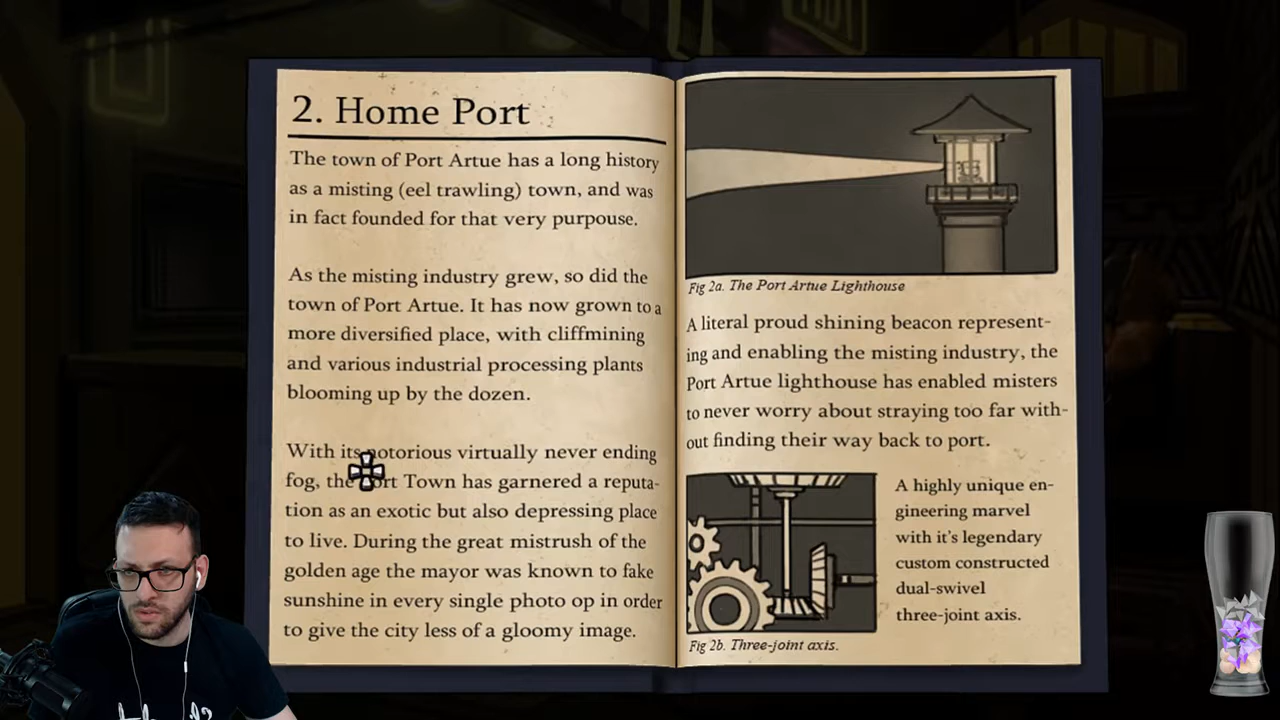 2. Home Port
The town of Port Artue has a long history
as a misting (eel trawling) town, and was
in fact founded for that very purpouse.
As the misting industry grew, so did the
town of Port Artue. It has now grown to a
more diversified place, with cliffmining
and various industrial processing plants
blooming up by the dozen.
With its notorious virtually never ending
fog, the Port Town has garnered a reputa-
tion as an exotic but also depressing place
to live. During the great mistrush of the
golden age the mayor was known to fake
sunshine in every single photo op in order
to give the city less of a gloomy image.
Fig 2a. The Port Artue Lighthouse
A literal proud shining beacon represent-
ing and enabling the misting industry, the
Port Artue lighthouse has enabled misters
to never worry about straying too far with-
out finding their way back to port.
A highly unique en-
gineering marvel
with it's legendary
custom constructed
dual-swivel
three-joint axis.
Fig 2b. Three-joint axis.